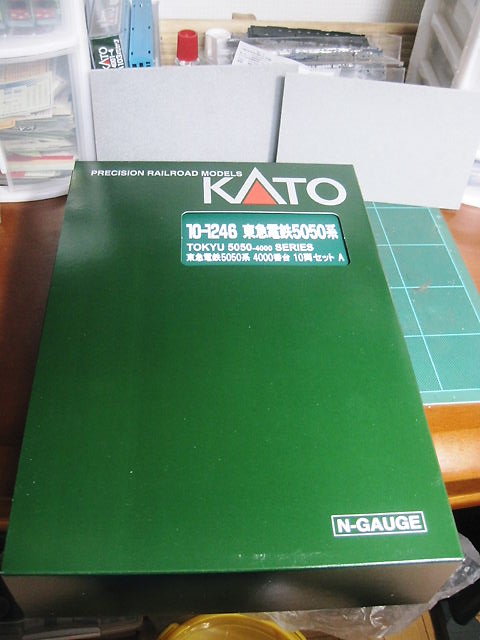 KATO
PRECISION RAILROAD MODELS
KATO
10-1246 東急電鉄5050系
TOKYU 5050-4000 SERIES
東急電鉄5050系 4000番台 10両セット A
N-GAUGE